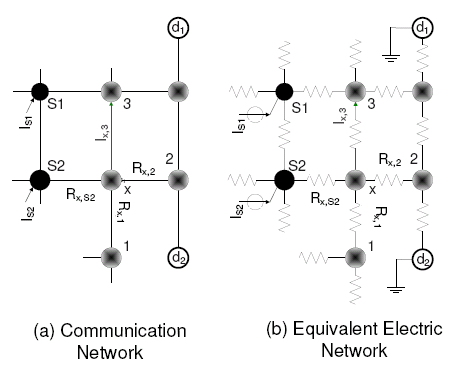 d1
S1
3
IS1
Ix,3
S2
2
Rx,2
Rx,S2
x
Rx,1
IS2
1
d2
(a) Communication
Network
d1
S1
3
IS1
Ix,3
S2
Rx,2
2
Rx,S2
x
Rx,1
IS2
1
d2
(b) Equivalent Electric
Network